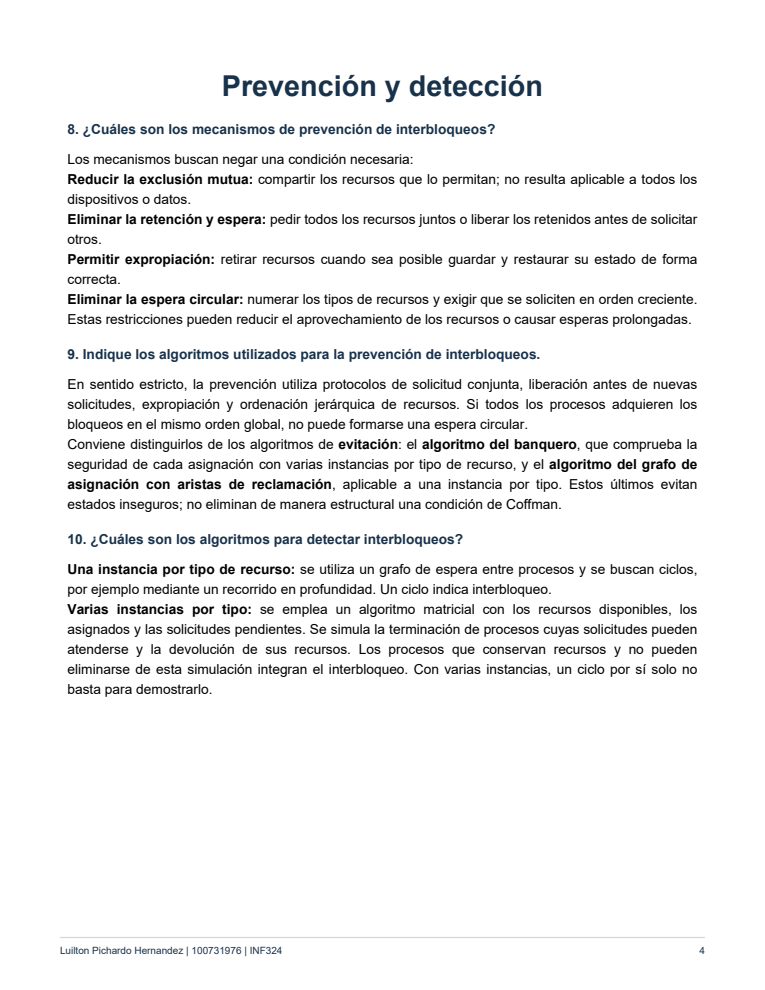 Prevención y detección
8. ¿Cuáles son los mecanismos de prevención de interbloqueos?
Los mecanismos buscan negar una condición necesaria:
Reducir la exclusión mutua: compartir los recursos que lo permitan; no resulta aplicable a todos los
dispositivos o datos.
Eliminar la retención y espera: pedir todos los recursos juntos o liberar los retenidos antes de solicitar
otros.
Permitir expropiación: retirar recursos cuando sea posible guardar y restaurar su estado de forma
correcta.
Eliminar la espera circular: numerar los tipos de recursos y exigir que se soliciten en orden creciente.
Estas restricciones pueden reducir el aprovechamiento de los recursos o causar esperas prolongadas.
9. Indique los algoritmos utilizados para la prevención de interbloqueos.
En sentido estricto, la prevención utiliza protocolos de solicitud conjunta, liberación antes de nuevas
solicitudes, expropiación y ordenación jerárquica de recursos. Si todos los procesos adquieren los
bloqueos en el mismo orden global, no puede formarse una espera circular.
Conviene distinguirlos de los algoritmos de evitación: el algoritmo del banquero, que comprueba la
seguridad de cada asignación con varias instancias por tipo de recurso, y el algoritmo del grafo de
asignación con aristas de reclamación, aplicable a una instancia por tipo. Estos últimos evitan
estados inseguros; no eliminan de manera estructural una condición de Coffman.
10. ¿Cuáles son los algoritmos para detectar interbloqueos?
Una instancia por tipo de recurso: se utiliza un grafo de espera entre procesos y se buscan ciclos,
por ejemplo mediante un recorrido en profundidad. Un ciclo indica interbloqueo.
Varias instancias por tipo: se emplea un algoritmo matricial con los recursos disponibles, los
asignados y las solicitudes pendientes. Se simula la terminación de procesos cuyas solicitudes pueden
atenderse y la devolución de sus recursos. Los procesos que conservan recursos y no pueden
eliminarse de esta simulación integran el interbloqueo. Con varias instancias, un ciclo por sí solo no
basta para demostrarlo.
Luilton Pichardo Hernandez | 100731976 | INF324
4